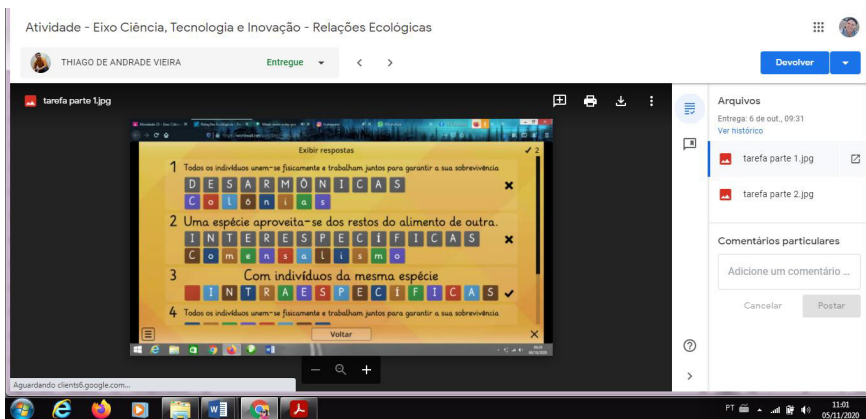 Atividade - Eixo Ciência, Tecnologia e Inovação - Relações Ecológicas
THIAGO DE ANDRADE VIEIRA
Entregue
Devolver
tarefa parte 1.jpg
Exibir respostas
2
1 Todos os indivíduos unem-se fisicamente e trabalham juntos para garantir a sua sobrevivência
DESARMÔNICAS
Colônias
2 Uma espécie aproveita-se dos restos do alimento de outra.
INTERESPECÍFICAS
Comensalismo
3 Com indivíduos da mesma espécie
INTRAESPECÍFICAS
4 Todos os indivíduos unem-se fisicamente e trabalham juntos para garantir a sua sobrevivência
Voltar
Arquivos
Entrega: 6 de out., 09:31
Ver histórico
tarefa parte 1.jpg
tarefa parte 2.jpg
Comentários particulares
Adicione um comentário ...
Cancelar
Postar
Aguardando clients6.google.com...
PT
11:01
05/11/2020